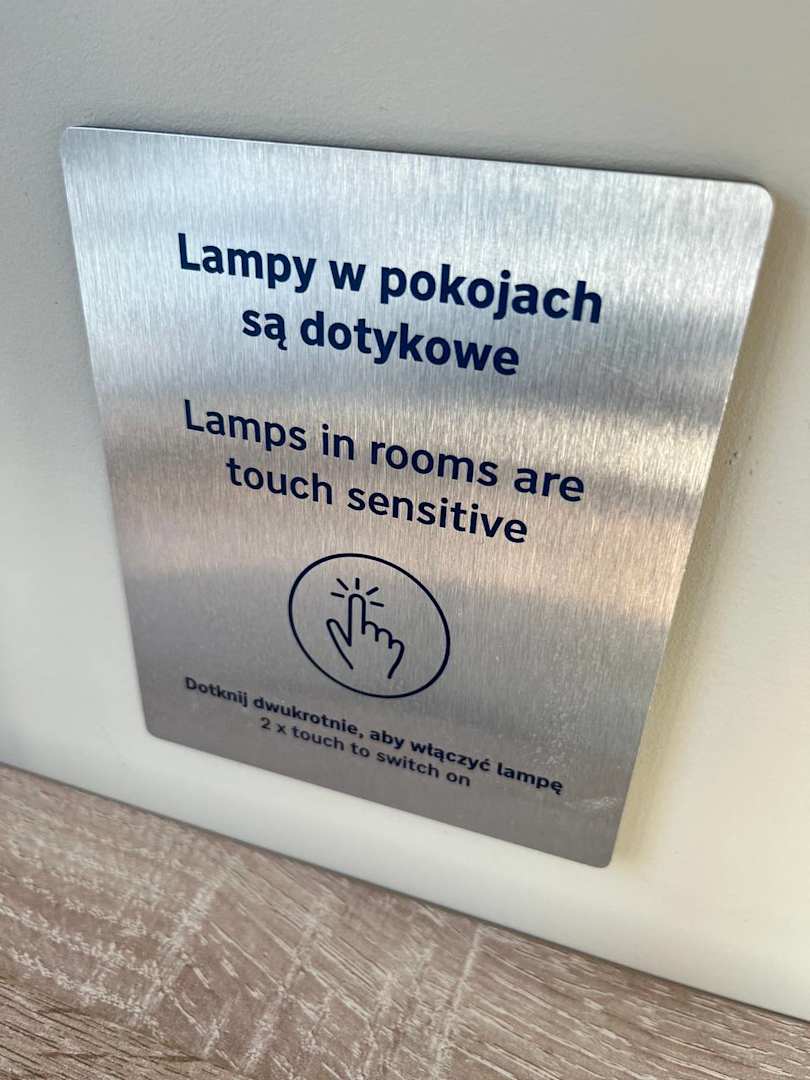 Lampy w pokojach
są dotykowe
Lamps in rooms are
touch sensitive
Dotknij dwukrotnie, aby włączyć lampę
2 x touch to switch on